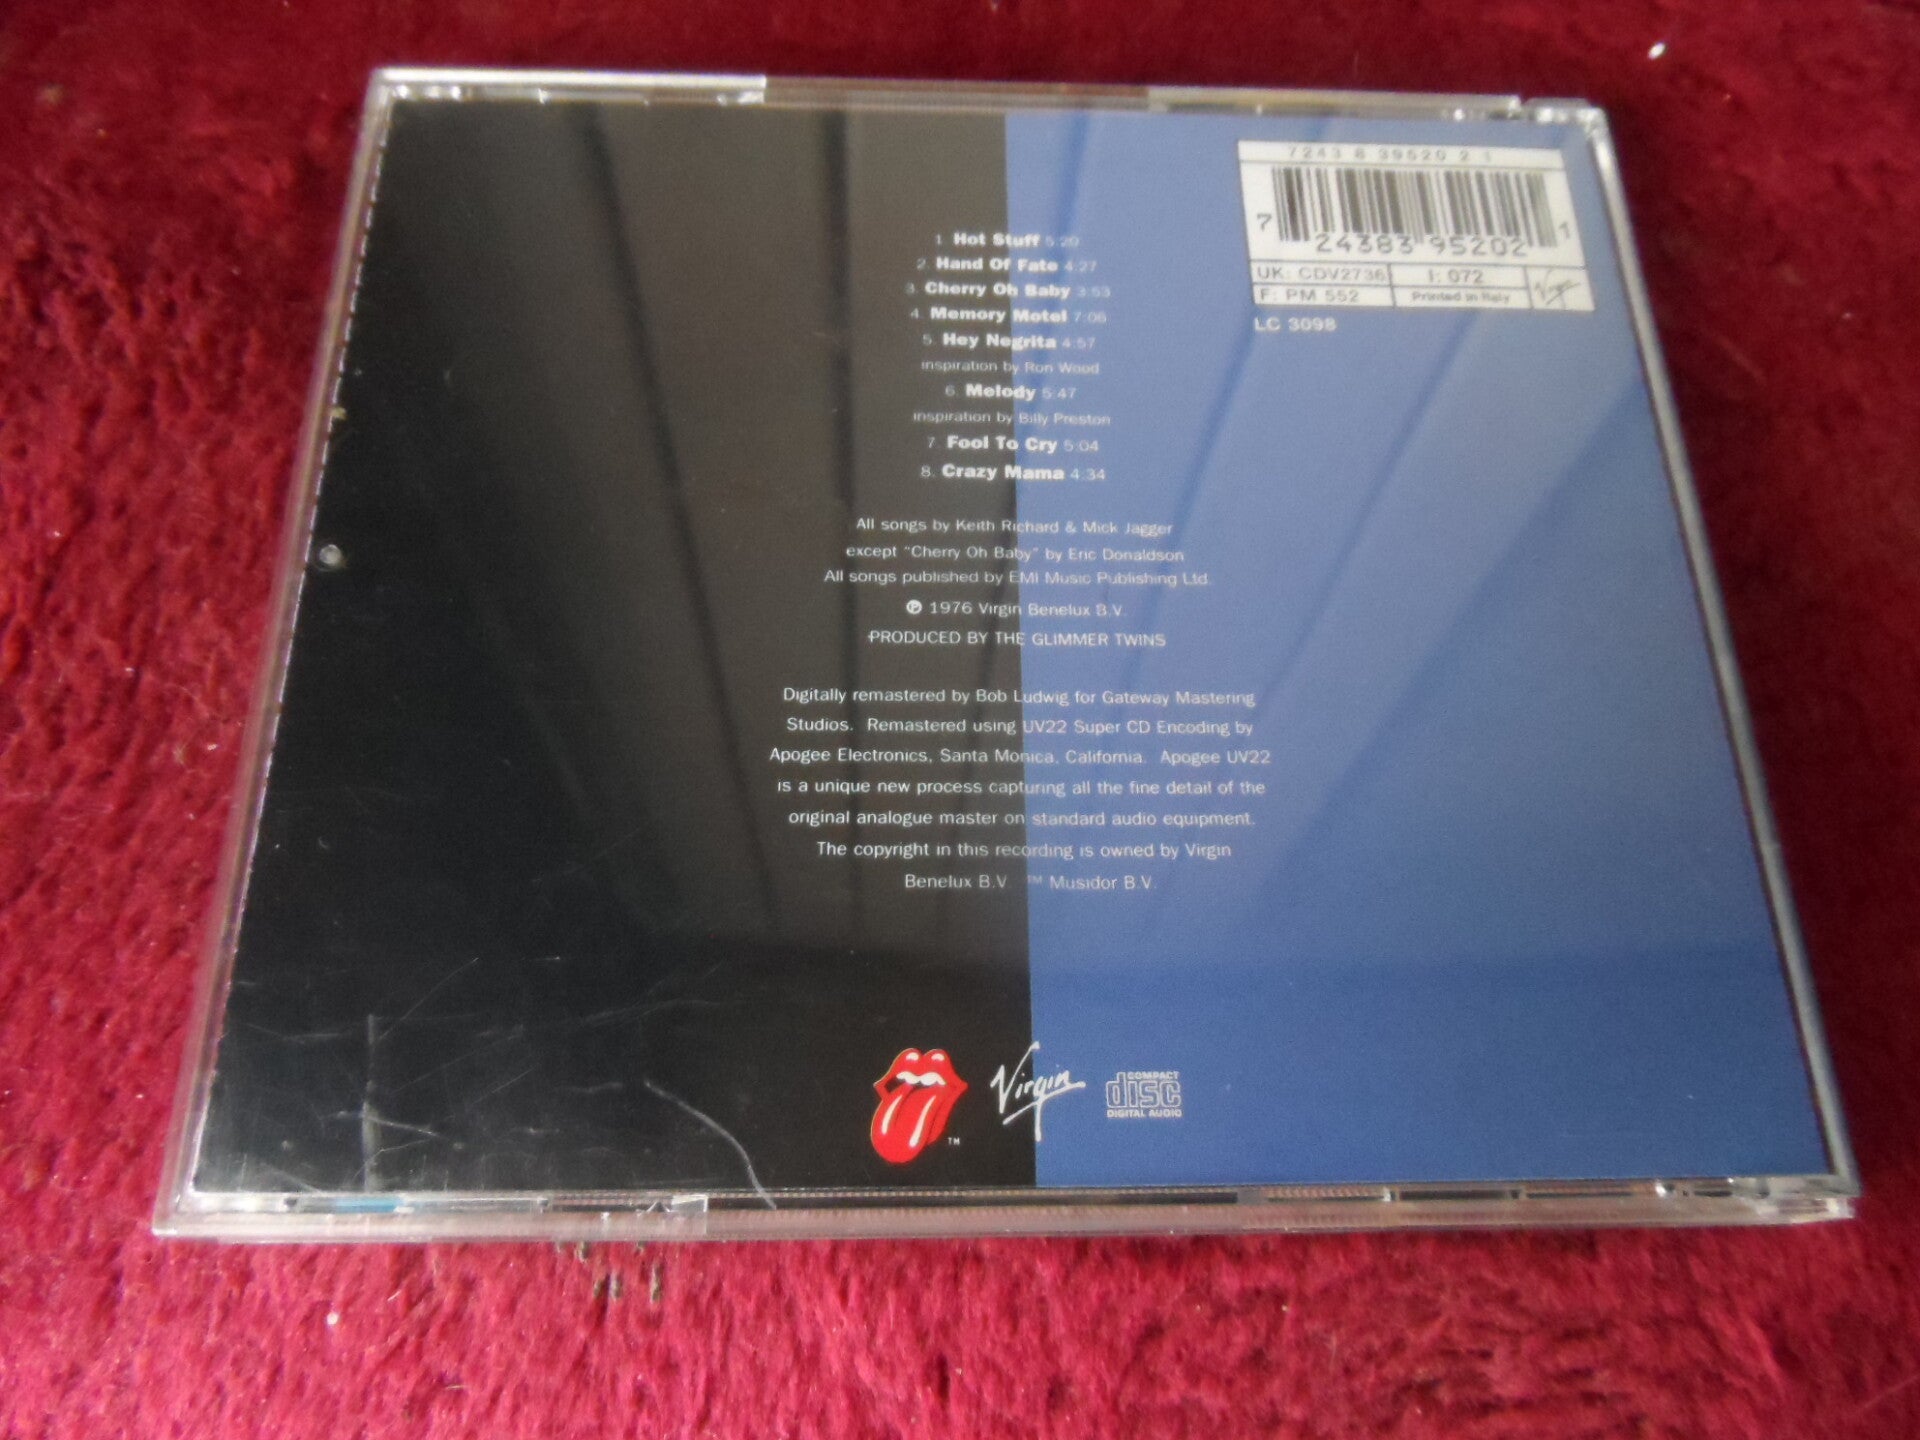 7243 8 39520 2 1
7 24383 95202 1
UK: CDV2736
I: 072
F: PM 552
Printed in Italy
Virgin
LC 3098
1. Hot Stuff 5:20
2. Hand Of Fate 4:27
3. Cherry Oh Baby 3:53
4. Memory Motel 7:06
5. Hey Negrita 4:57
inspiration by Ron Wood
6. Melody 5:47
inspiration by Billy Preston
7. Fool To Cry 5:04
8. Crazy Mama 4:34
All songs by Keith Richard & Mick Jagger
except "Cherry Oh Baby" by Eric Donaldson
All songs published by EMI Music Publishing Ltd.
℗ 1976 Virgin Benelux B.V.
PRODUCED BY THE GLIMMER TWINS
Digitally remastered by Bob Ludwig for Gateway Mastering
Studios. Remastered using UV22 Super CD Encoding by
Apogee Electronics, Santa Monica, California. Apogee UV22
is a unique new process capturing all the fine detail of the
original analogue master on standard audio equipment.
The copyright in this recording is owned by Virgin
Benelux B.V. ™ Musidor B.V.
TM
Virgin
COMPACT
disc
DIGITAL AUDIO